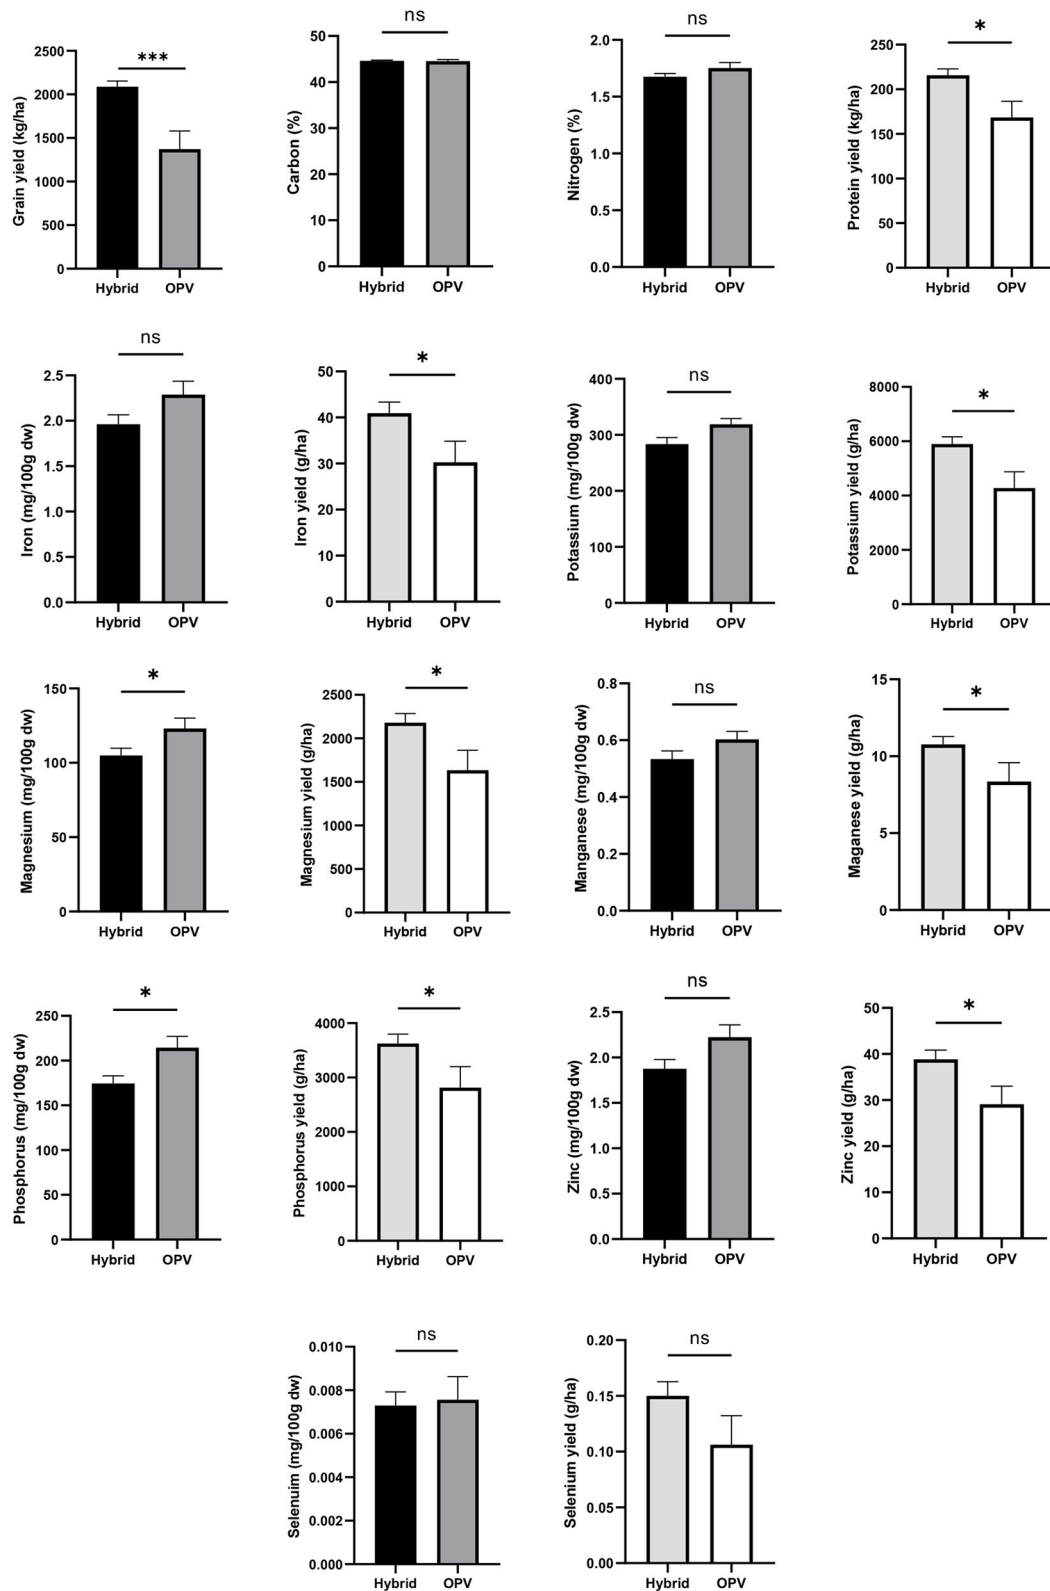 ***
Grain yield (kg/ha)
2500
2000
1500
1000
500
0
Hybrid OPV
ns
Carbon (%)
50
40
30
20
10
0
Hybrid OPV
ns
Nitrogen (%)
2.0
1.5
1.0
0.5
0.0
Hybrid OPV
*
Protein yield (kg/ha)
250
200
150
100
50
0
Hybrid OPV
ns
Iron (mg/100g dw)
2.5
2.0
1.5
1.0
0.5
0.0
Hybrid OPV
*
Iron yield (g/ha)
50
40
30
20
10
0
Hybrid OPV
ns
Potassium (mg/100g dw)
400
300
200
100
0
Hybrid OPV
*
Potassium yield (g/ha)
8000
6000
4000
2000
0
Hybrid OPV
*
Magnesium (mg/100g dw)
150
100
50
0
Hybrid OPV
*
Magnesium yield (g/ha)
2500
2000
1500
1000
500
0
Hybrid OPV
ns
Manganese (mg/100g dw)
0.8
0.6
0.4
0.2
0.0
Hybrid OPV
*
Maganese yield (g/ha)
15
10
5
0
Hybrid OPV
*
Phosphorus (mg/100g dw)
250
200
150
100
50
0
Hybrid OPV
*
Phosphorus yield (g/ha)
4000
3000
2000
1000
0
Hybrid OPV
ns
Zinc (mg/100g dw)
2.5
2.0
1.5
1.0
0.5
0.0
Hybrid OPV
*
Zinc yield (g/ha)
50
40
30
20
10
0
Hybrid OPV
ns
Selenuim (mg/100g dw)
0.010
0.008
0.006
0.004
0.002
0.000
Hybrid OPV
ns
Selenium yield (g/ha)
0.20
0.15
0.10
0.05
0.00
Hybrid OPV